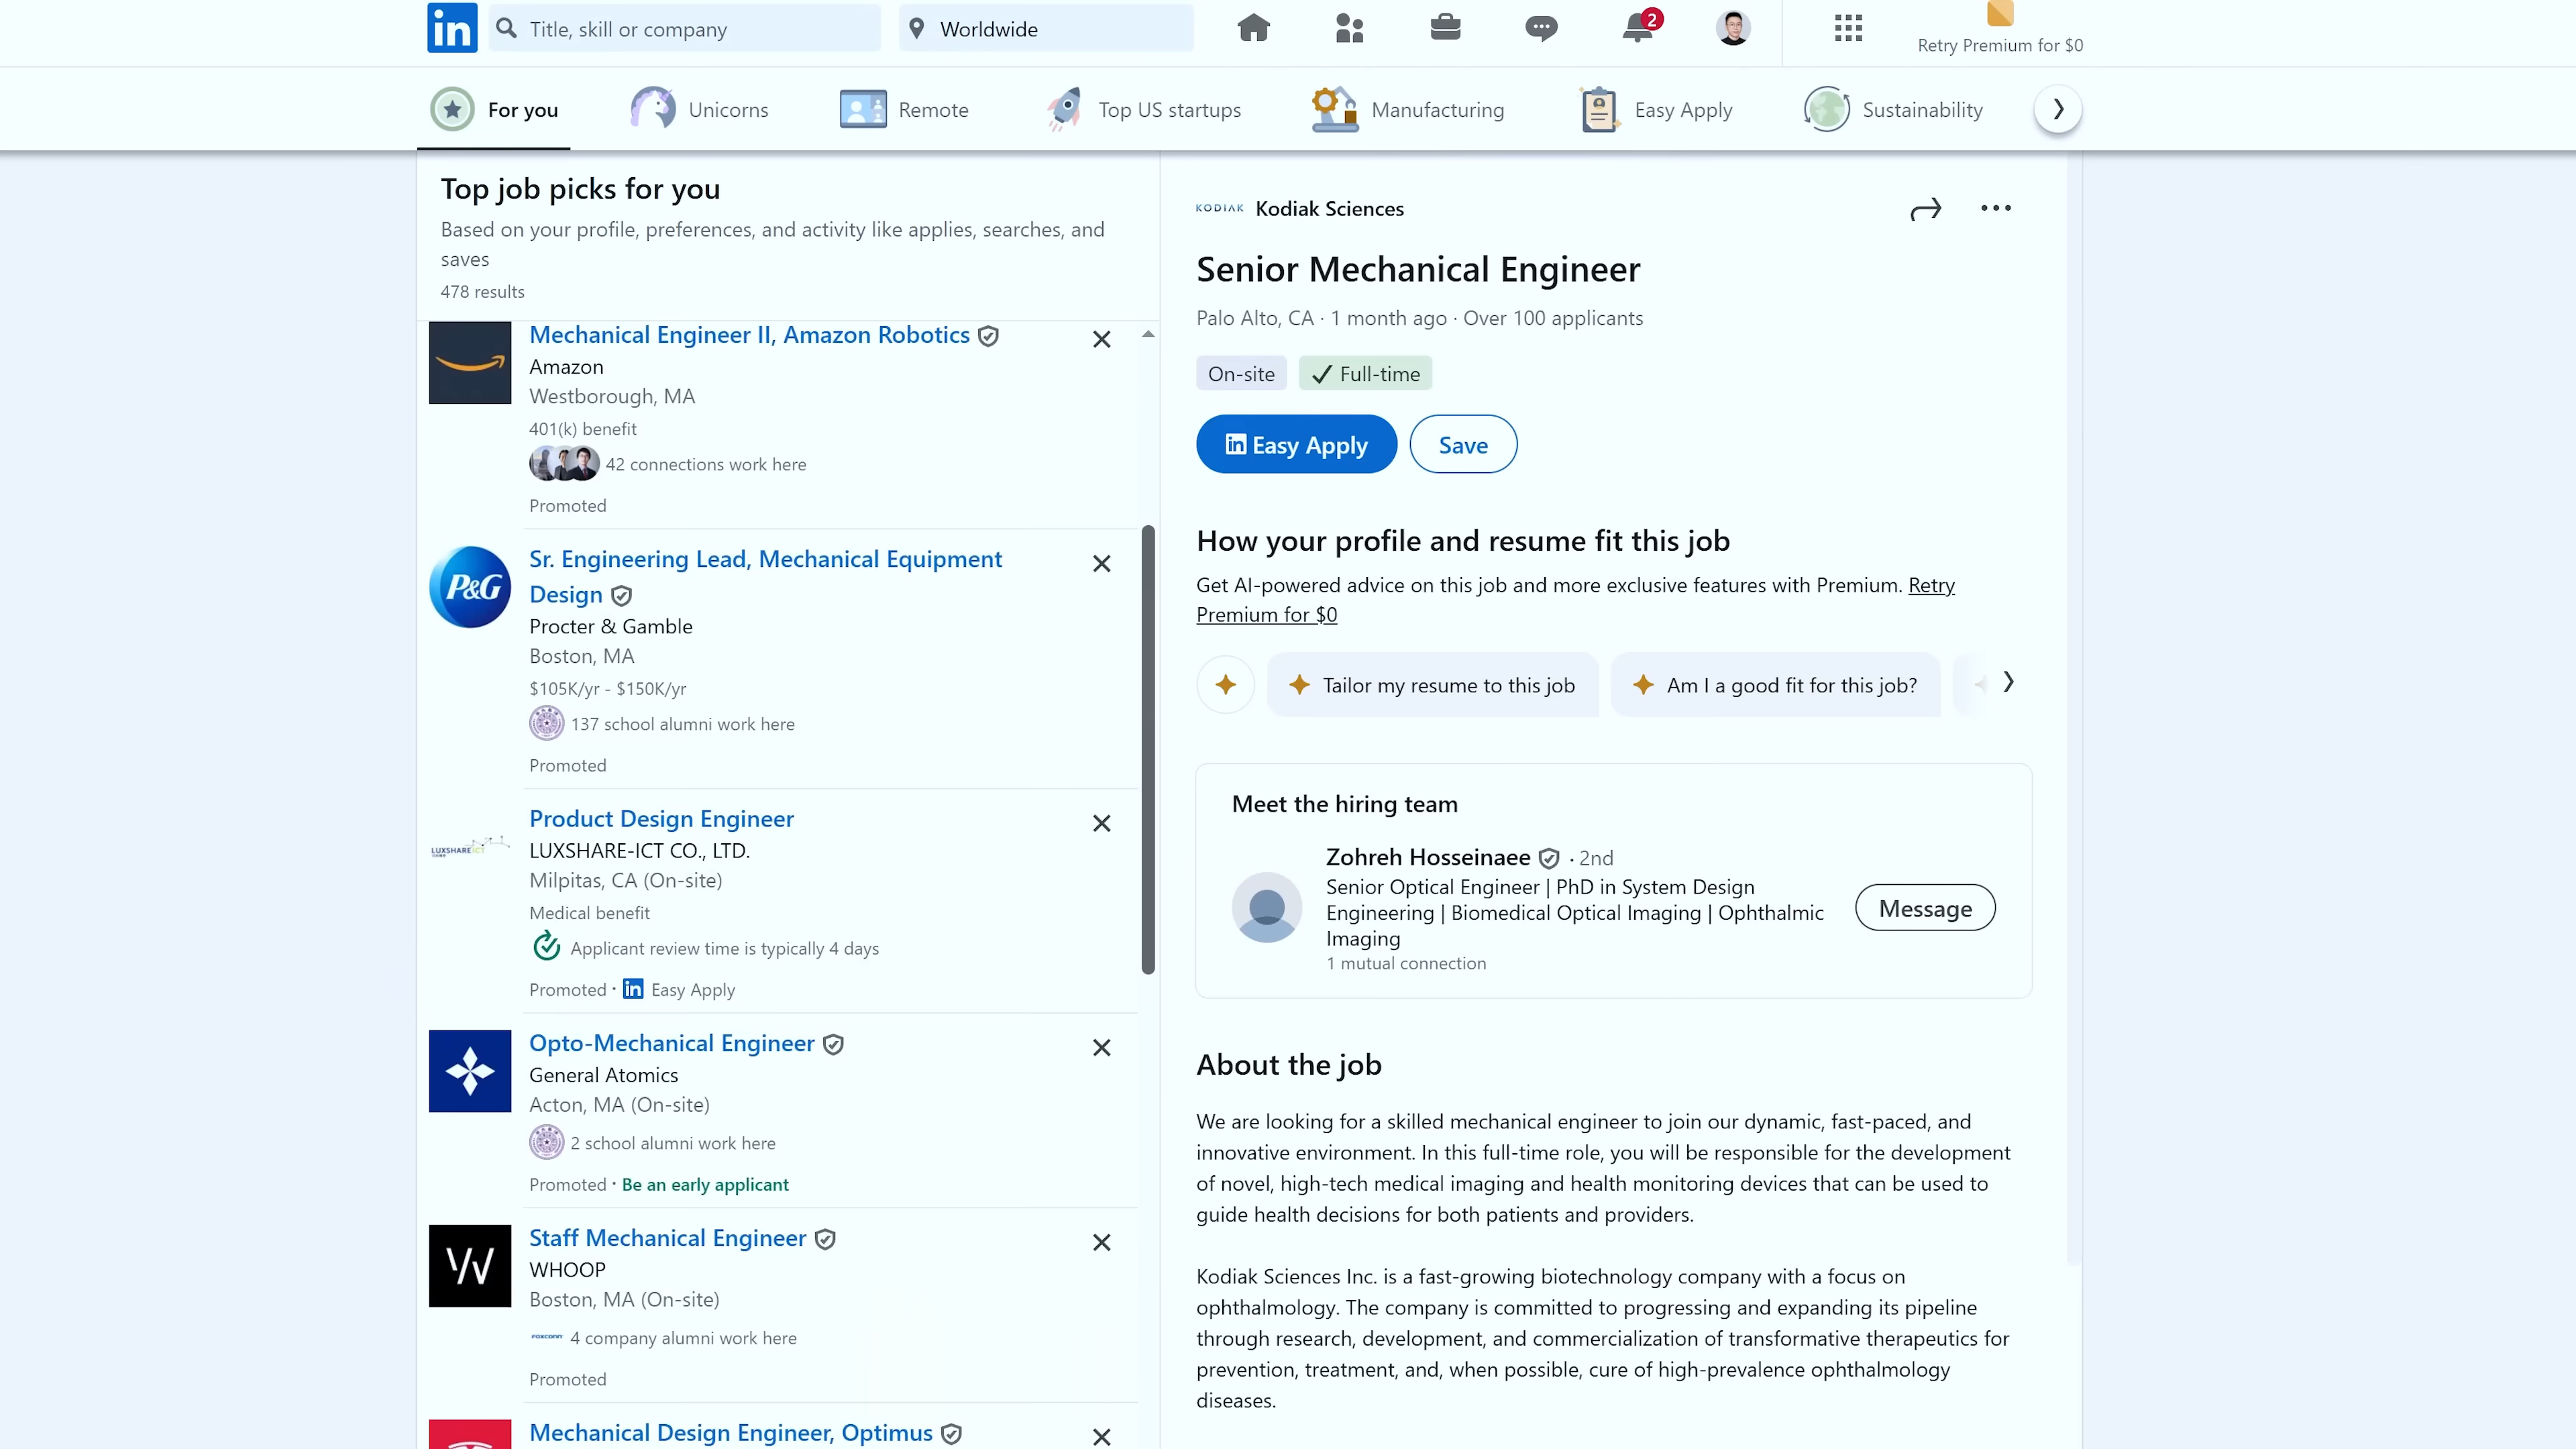 in
Title, skill or company
Worldwide
2
Retry Premium for $0
For you
Unicorns
Remote
Top US startups
Manufacturing
Easy Apply
Sustainability
Top job picks for you
Based on your profile, preferences, and activity like applies, searches, and
saves
478 results
Mechanical Engineer II, Amazon Robotics
Amazon
Westborough, MA
401(k) benefit
42 connections work here
Promoted
P&G
Sr. Engineering Lead, Mechanical Equipment
Design
Procter & Gamble
Boston, MA
$105K/yr - $150K/yr
137 school alumni work here
Promoted
LUXSHARE ICT
Product Design Engineer
LUXSHARE-ICT CO., LTD.
Milpitas, CA (On-site)
Medical benefit
Applicant review time is typically 4 days
Promoted · in Easy Apply
Opto-Mechanical Engineer
General Atomics
Acton, MA (On-site)
2 school alumni work here
Promoted · Be an early applicant
Staff Mechanical Engineer
WHOOP
Boston, MA (On-site)
FOXCONN
4 company alumni work here
Promoted
Mechanical Design Engineer, Optimus
KODIAK
Kodiak Sciences
Senior Mechanical Engineer
Palo Alto, CA · 1 month ago · Over 100 applicants
On-site
Full-time
in Easy Apply
Save
How your profile and resume fit this job
Get AI-powered advice on this job and more exclusive features with Premium. Retry
Premium for $0
Tailor my resume to this job
Am I a good fit for this job?
Meet the hiring team
Zohreh Hosseinaee · 2nd
Senior Optical Engineer | PhD in System Design
Engineering | Biomedical Optical Imaging | Ophthalmic
Imaging
1 mutual connection
Message
About the job
We are looking for a skilled mechanical engineer to join our dynamic, fast-paced, and
innovative environment. In this full-time role, you will be responsible for the development
of novel, high-tech medical imaging and health monitoring devices that can be used to
guide health decisions for both patients and providers.
Kodiak Sciences Inc. is a fast-growing biotechnology company with a focus on
ophthalmology. The company is committed to progressing and expanding its pipeline
through research, development, and commercialization of transformative therapeutics for
prevention, treatment, and, when possible, cure of high-prevalence ophthalmology
diseases.